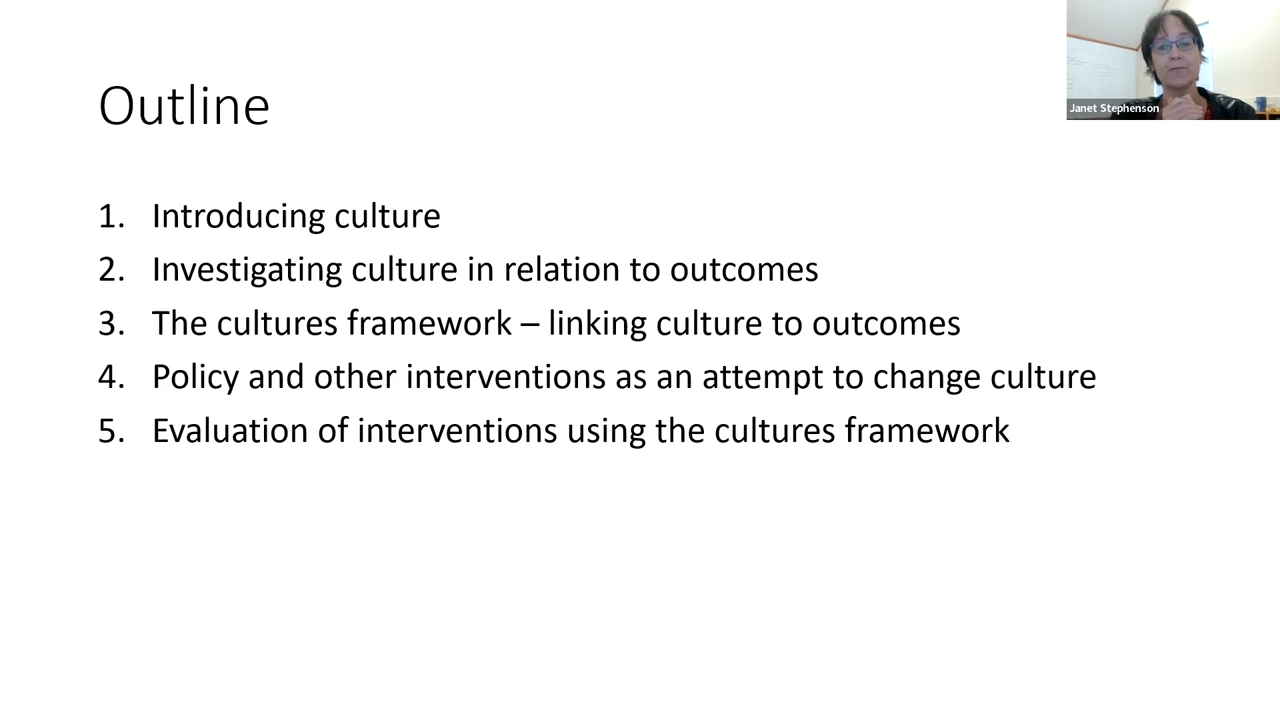 Outline
Janet Stephenson
1. Introducing culture
2. Investigating culture in relation to outcomes
3. The cultures framework – linking culture to outcomes
4. Policy and other interventions as an attempt to change culture
5. Evaluation of interventions using the cultures framework